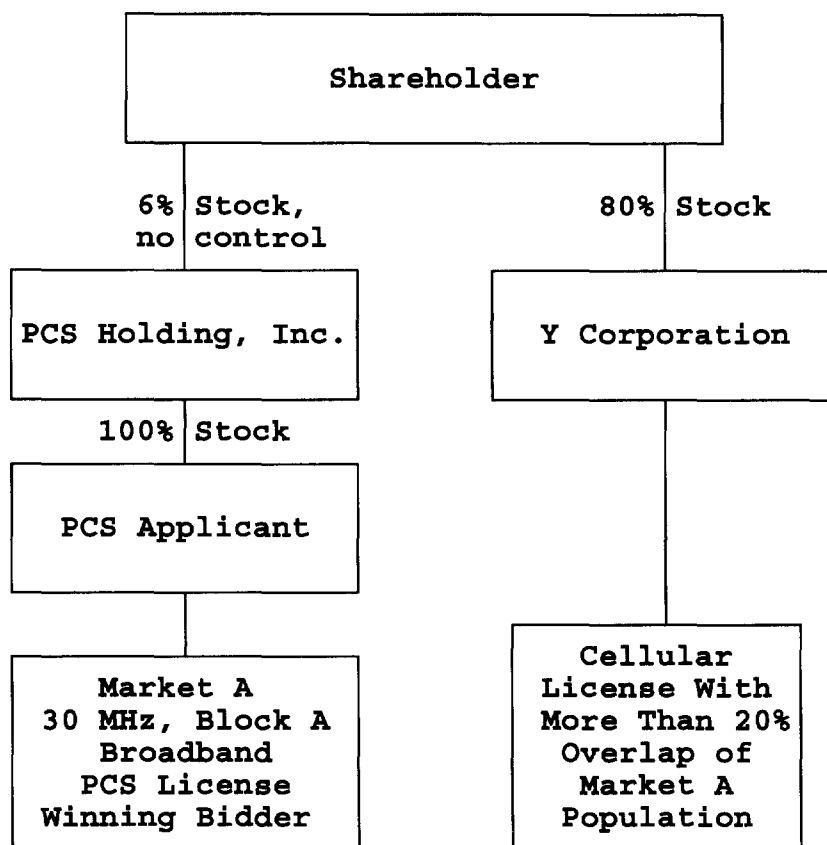 Shareholder
6% Stock,
no control
80% Stock
PCS Holding, Inc.
Y Corporation
100% Stock
PCS Applicant
Market A
30 MHz, Block A
Broadband
PCS License
Winning Bidder
Cellular
License With
More Than 20%
Overlap of
Market A
Population